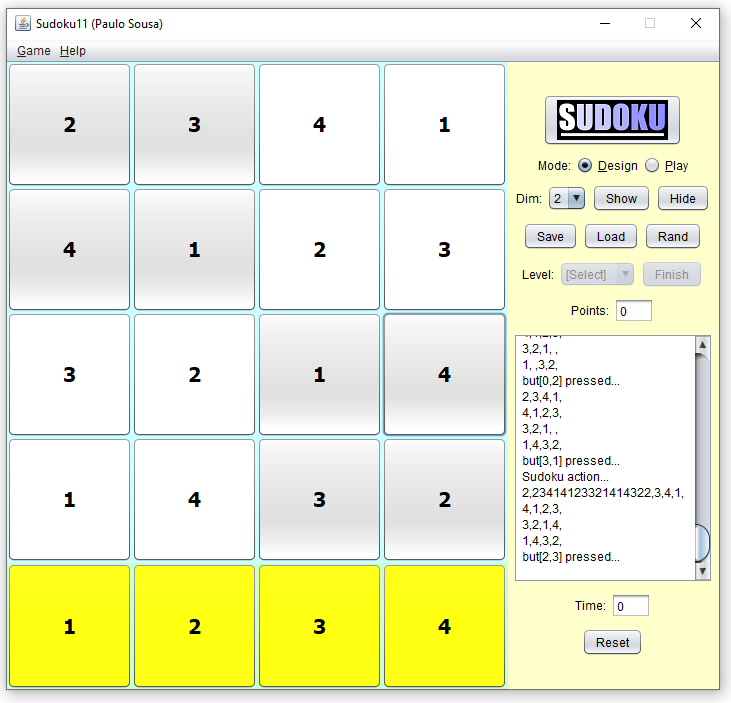 Sudoku11 (Paulo Sousa)
Game Help
2 3 4 1
4 1 2 3
3 2 1 4
1 4 3 2
1 2 3 4
SUDOKU
Mode: Design Play
Dim: 2 Show Hide
Save Load Rand
Level: [Select] Finish
Points: 0
3,2,1, ,
1, ,3,2,
but[0,2] pressed...
2,3,4,1,
4,1,2,3,
3,2,1, ,
1,4,3,2,
but[3,1] pressed...
Sudoku action...
2,23414123321414322,3,4,1,
4,1,2,3,
3,2,1,4,
1,4,3,2,
but[2,3] pressed...
Time: 0
Reset